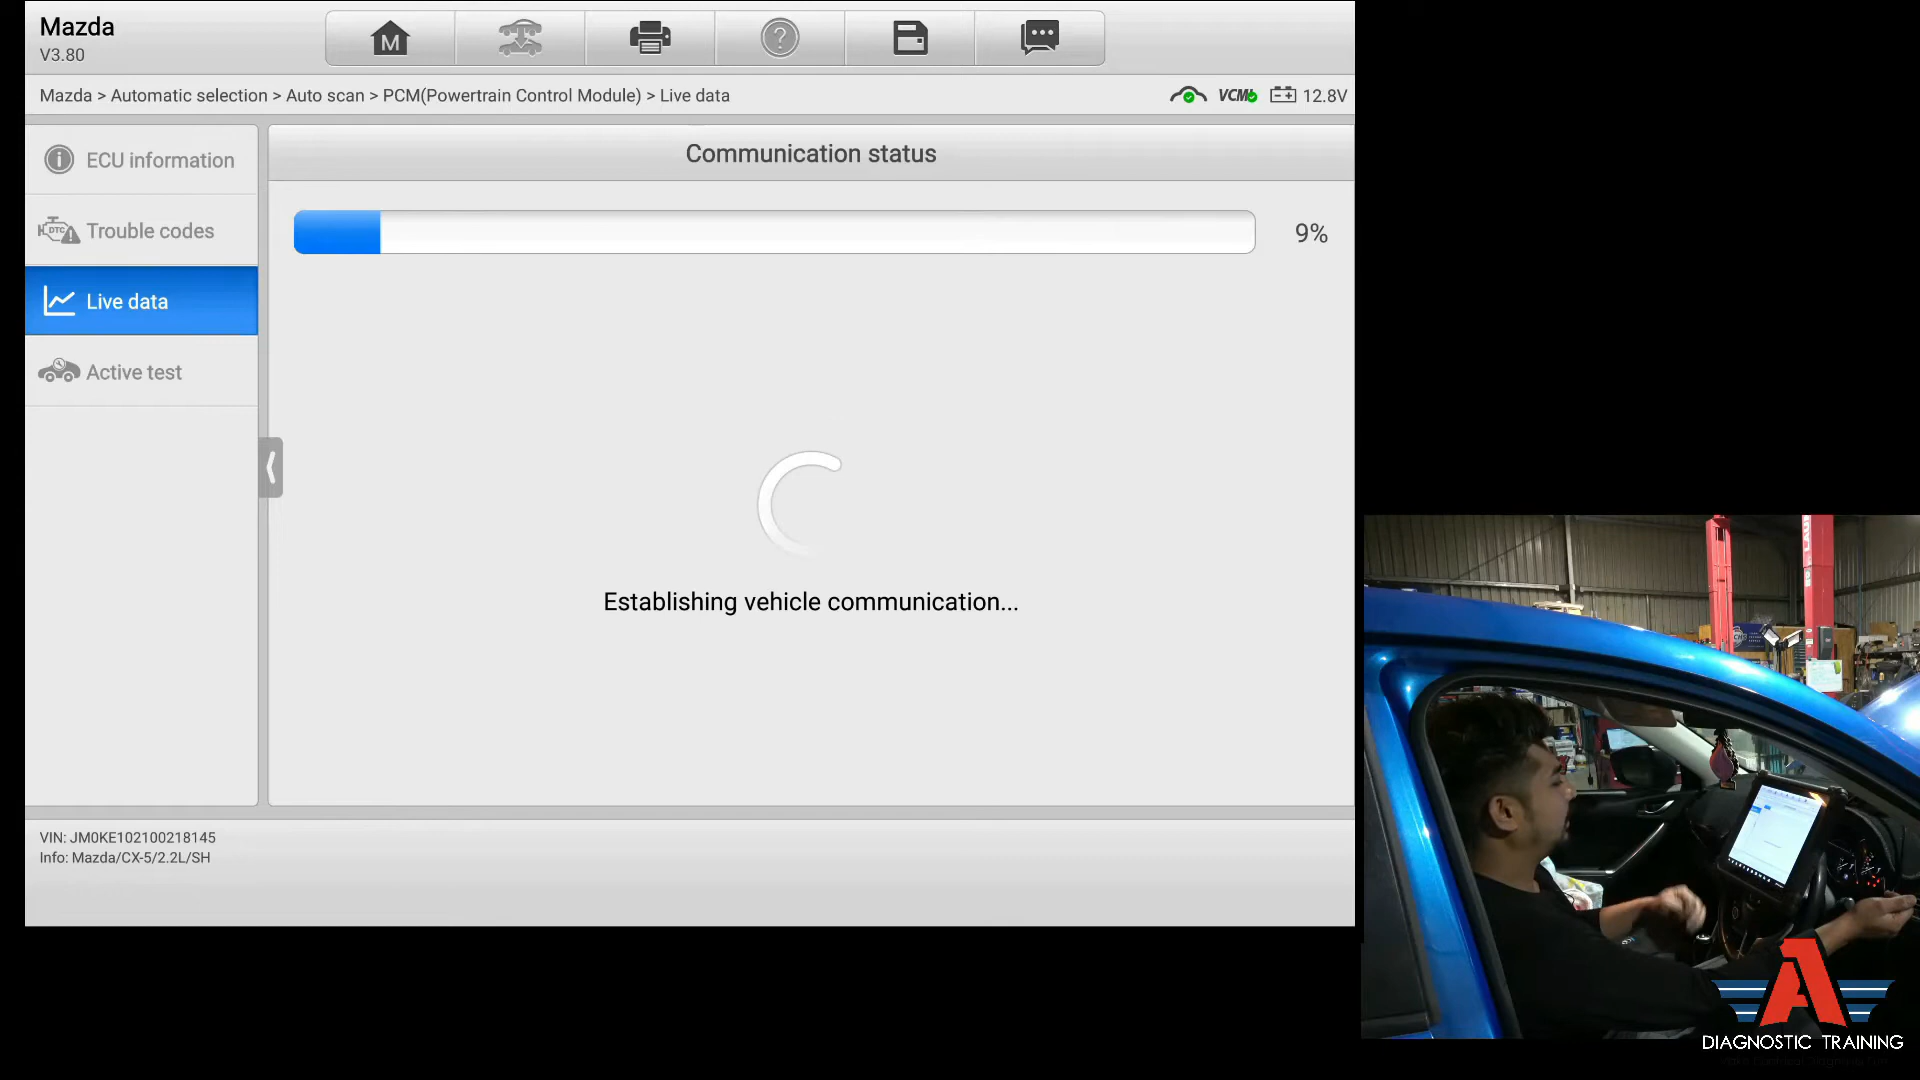 Mazda
V3.80
M
?
Mazda > Automatic selection > Auto scan > PCM(Powertrain Control Module) > Live data
VCMI
12.8V
ECU information
DTC
Trouble codes
Live data
Active test
Communication status
9%
Establishing vehicle communication...
VIN: JM0KE102100218145
Info: Mazda/CX-5/2.2L/SH
A
DIAGNOSTIC TRAINING